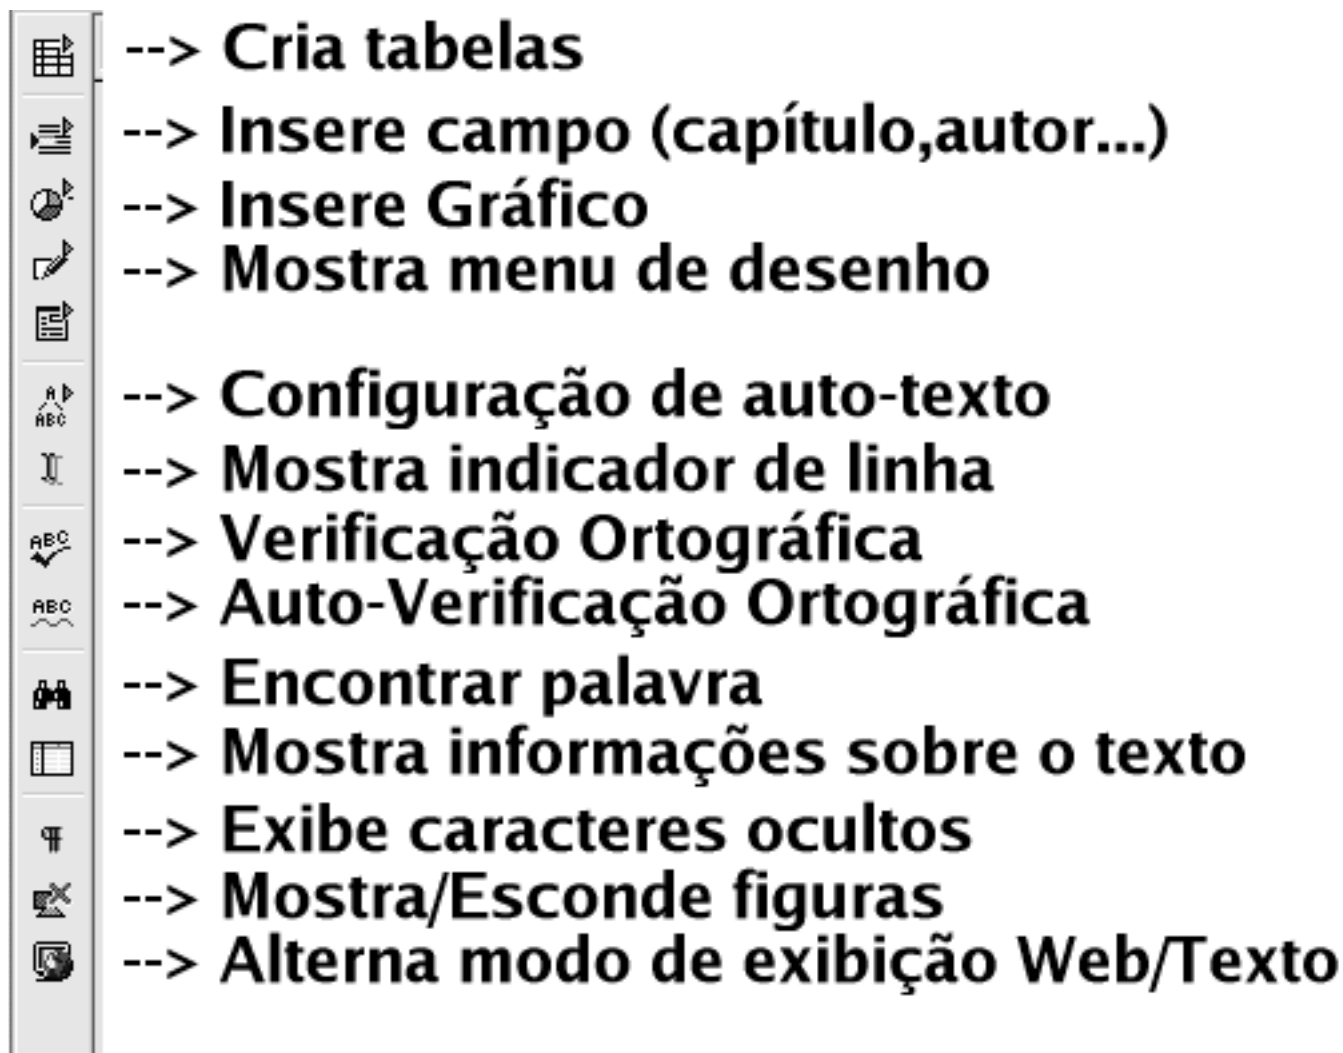 --> Cria tabelas
--> Insere campo (capítulo,autor...)
--> Insere Gráfico
--> Mostra menu de desenho
--> Configuração de auto-texto
--> Mostra indicador de linha
ABC --> Verificação Ortográfica
ABC --> Auto-Verificação Ortográfica
--> Encontrar palavra
--> Mostra informações sobre o texto
¶ --> Exibe caracteres ocultos
--> Mostra/Esconde figuras
--> Alterna modo de exibição Web/Texto